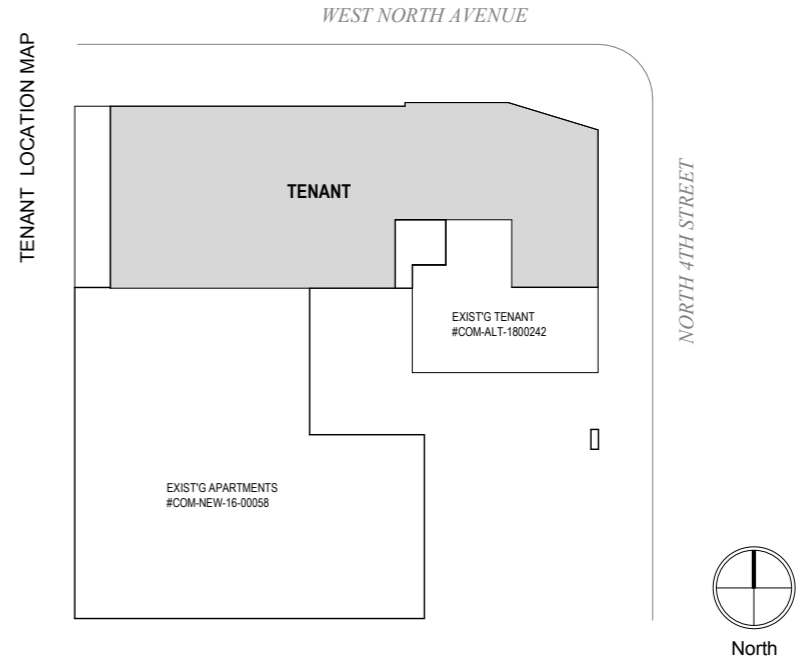 WEST NORTH AVENUE
TENANT LOCATION MAP
TENANT
NORTH 4TH STREET
EXIST'G TENANT
#COM-ALT-1800242
EXIST'G APARTMENTS
#COM-NEW-16-00058
North